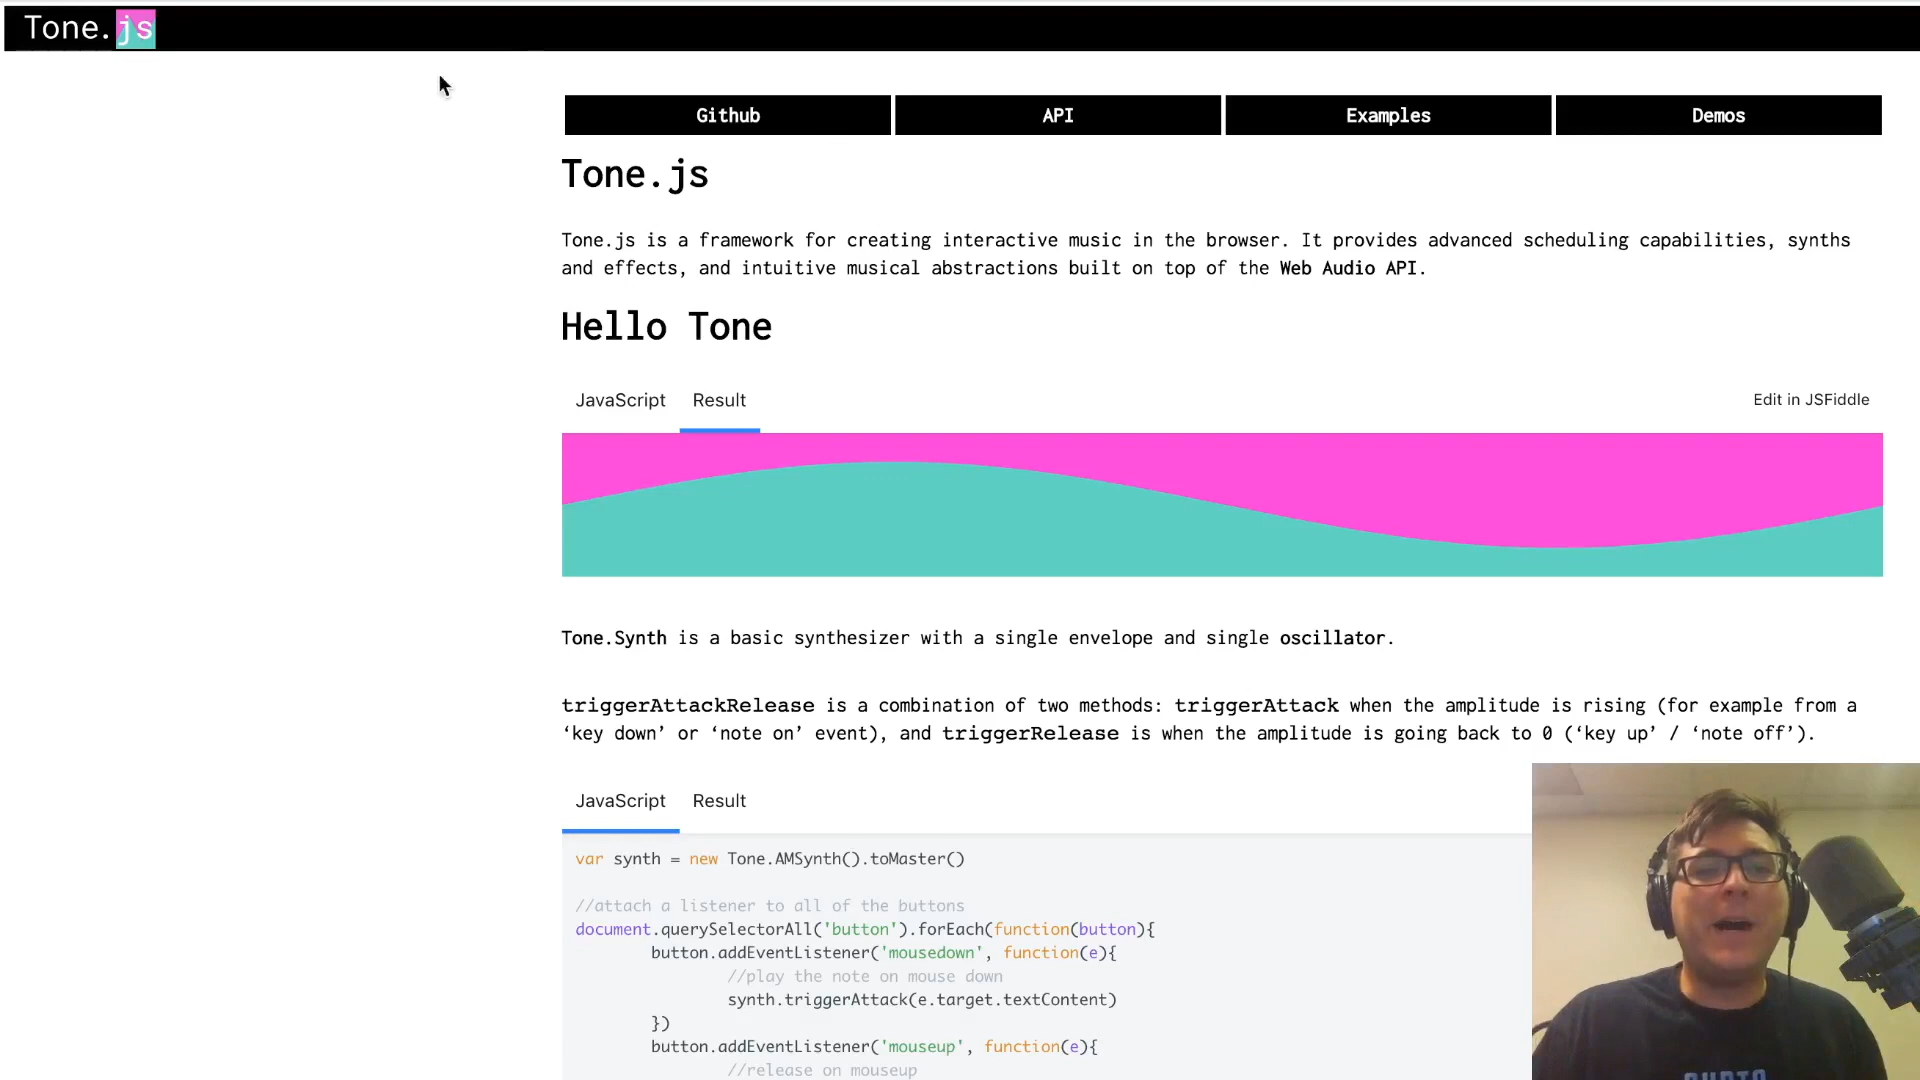 Tone.js
Github API Examples Demos
Tone.js
Tone.js is a framework for creating interactive music in the browser. It provides advanced scheduling capabilities, synths
and effects, and intuitive musical abstractions built on top of the Web Audio API.
Hello Tone
JavaScript Result Edit in JSFiddle
Tone.Synth is a basic synthesizer with a single envelope and single oscillator.
triggerAttackRelease is a combination of two methods: triggerAttack when the amplitude is rising (for example from a
‘key down’ or ‘note on’ event), and triggerRelease is when the amplitude is going back to 0 (‘key up’ / ‘note off’).
JavaScript Result
var synth = new Tone.AMSynth().toMaster()
//attach a listener to all of the buttons
document.querySelectorAll('button').forEach(function(button){
button.addEventListener('mousedown', function(e){
//play the note on mouse down
synth.triggerAttack(e.target.textContent)
})
button.addEventListener('mouseup', function(e){
//release on mouseup